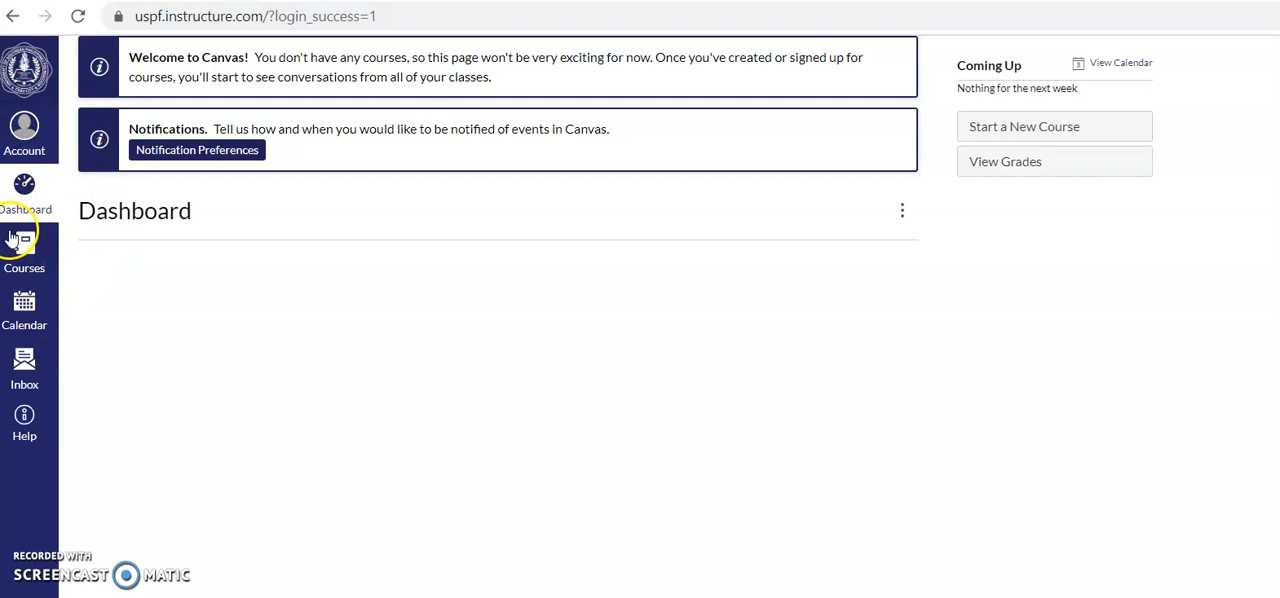 uspf.instructure.com/?login_success=1
Welcome to Canvas! You don't have any courses, so this page won't be very exciting for now. Once you've created or signed up for
courses, you'll start to see conversations from all of your classes.
Notifications. Tell us how and when you would like to be notified of events in Canvas.
Notification Preferences
Coming Up
3
View Calendar
Nothing for the next week
Start a New Course
View Grades
Account
Dashboard
Courses
Calendar
Inbox
Help
Dashboard
RECORDED WITH
SCREENCAST MATIC